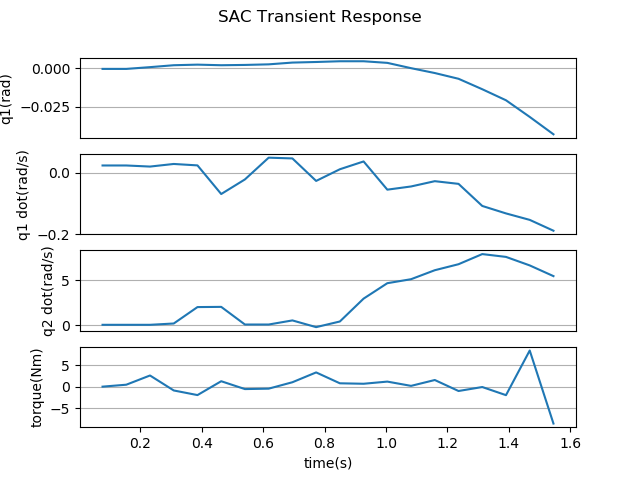 SAC Transient Response
0.000
−0.025
q1(rad)
0.0
−0.2
q1 dot(rad/s)
5
0
q2 dot(rad/s)
5
0
−5
torque(Nm)
0.2 0.4 0.6 0.8 1.0 1.2 1.4 1.6
time(s)